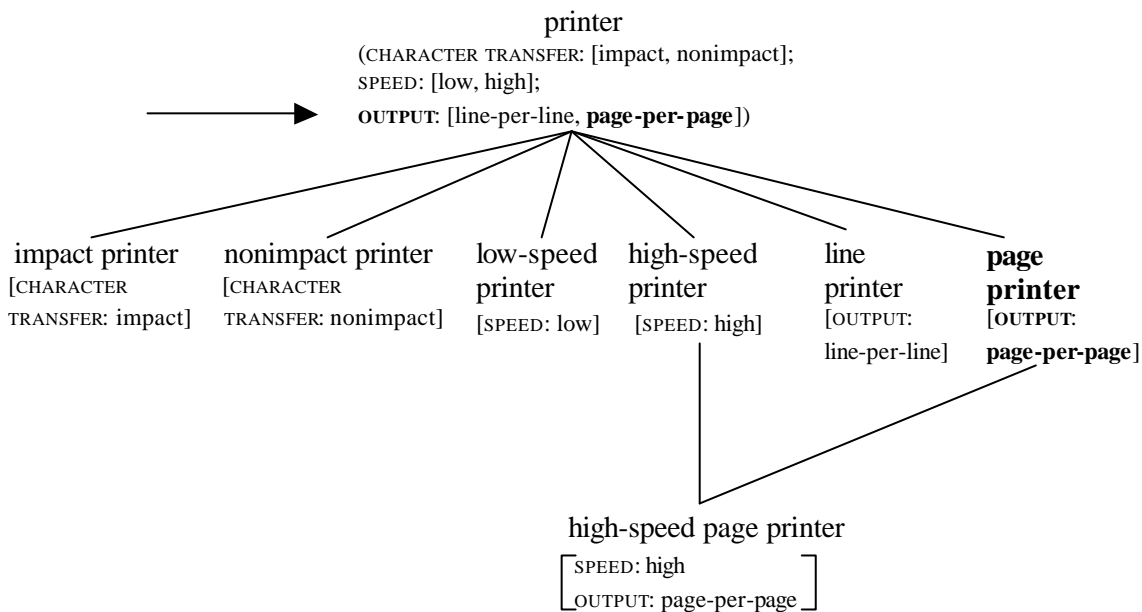 printer
(CHARACTER TRANSFER: [impact, nonimpact];
SPEED: [low, high];
OUTPUT: [line-per-line, page-per-page])
impact printer
[CHARACTER
TRANSFER: impact]
nonimpact printer
[CHARACTER
TRANSFER: nonimpact]
low-speed
printer
[SPEED: low]
high-speed
printer
[SPEED: high]
line
printer
[OUTPUT:
line-per-line]
page
printer
[OUTPUT:
page-per-page]
high-speed page printer
SPEED: high
OUTPUT: page-per-page